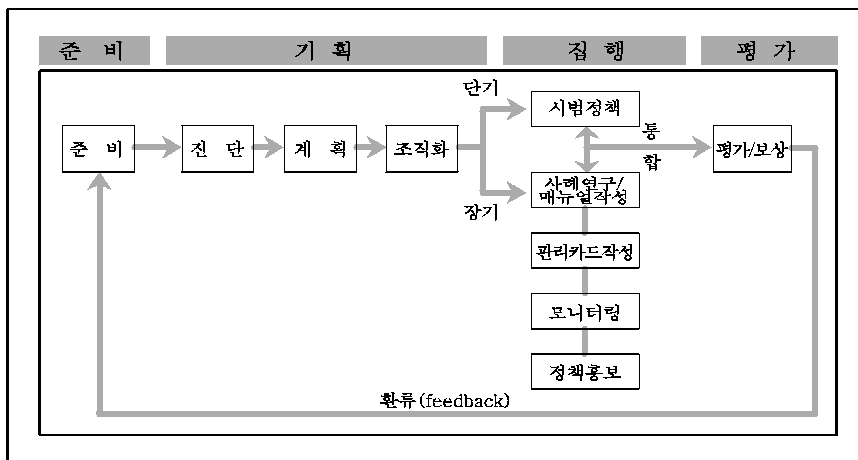 준 비
기 획
집 행
평 가
단기
시범정책
준 비
진 단
계 획
조직화
통
합
평가/보상
장기
사례연구/
매뉴얼작성
관리카드작성
모니터링
정책홍보
환류(feedback)